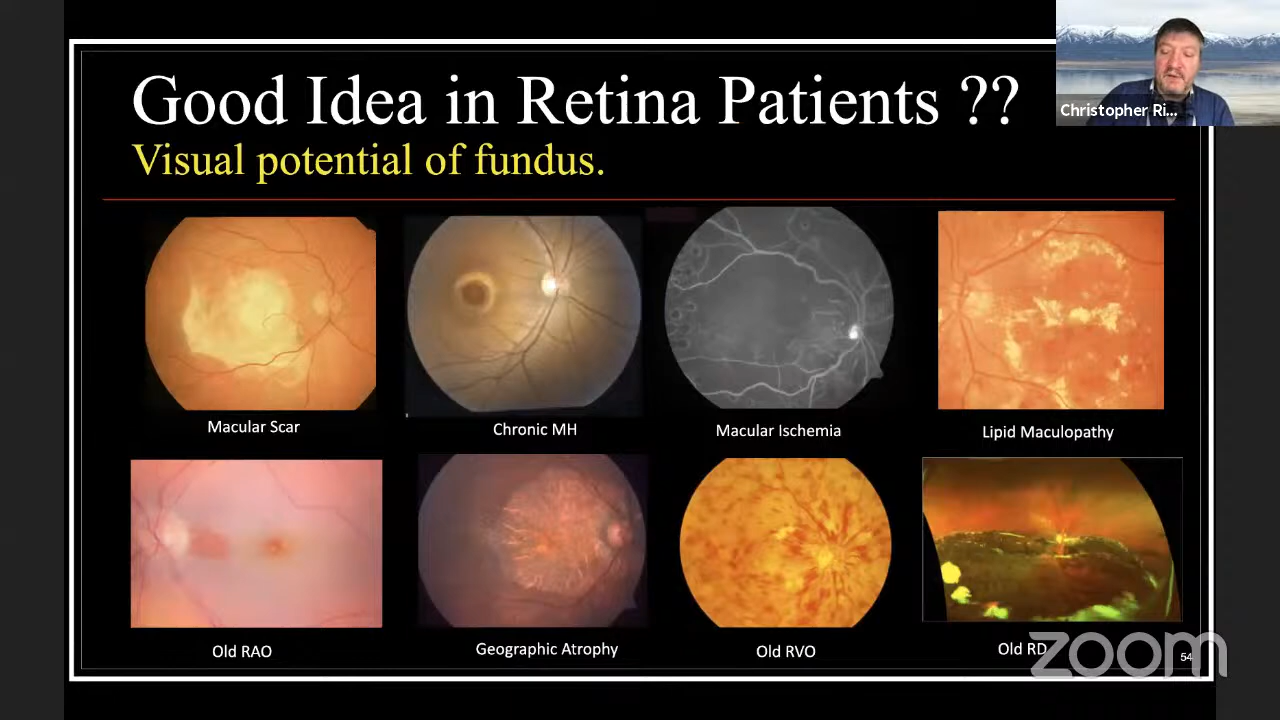 Good Idea in Retina Patients ??
Visual potential of fundus.
Christopher Ri...
Macular Scar
Chronic MH
Macular Ischemia
Lipid Maculopathy
Old RAO
Geographic Atrophy
Old RVO
Old RD
zoom
54